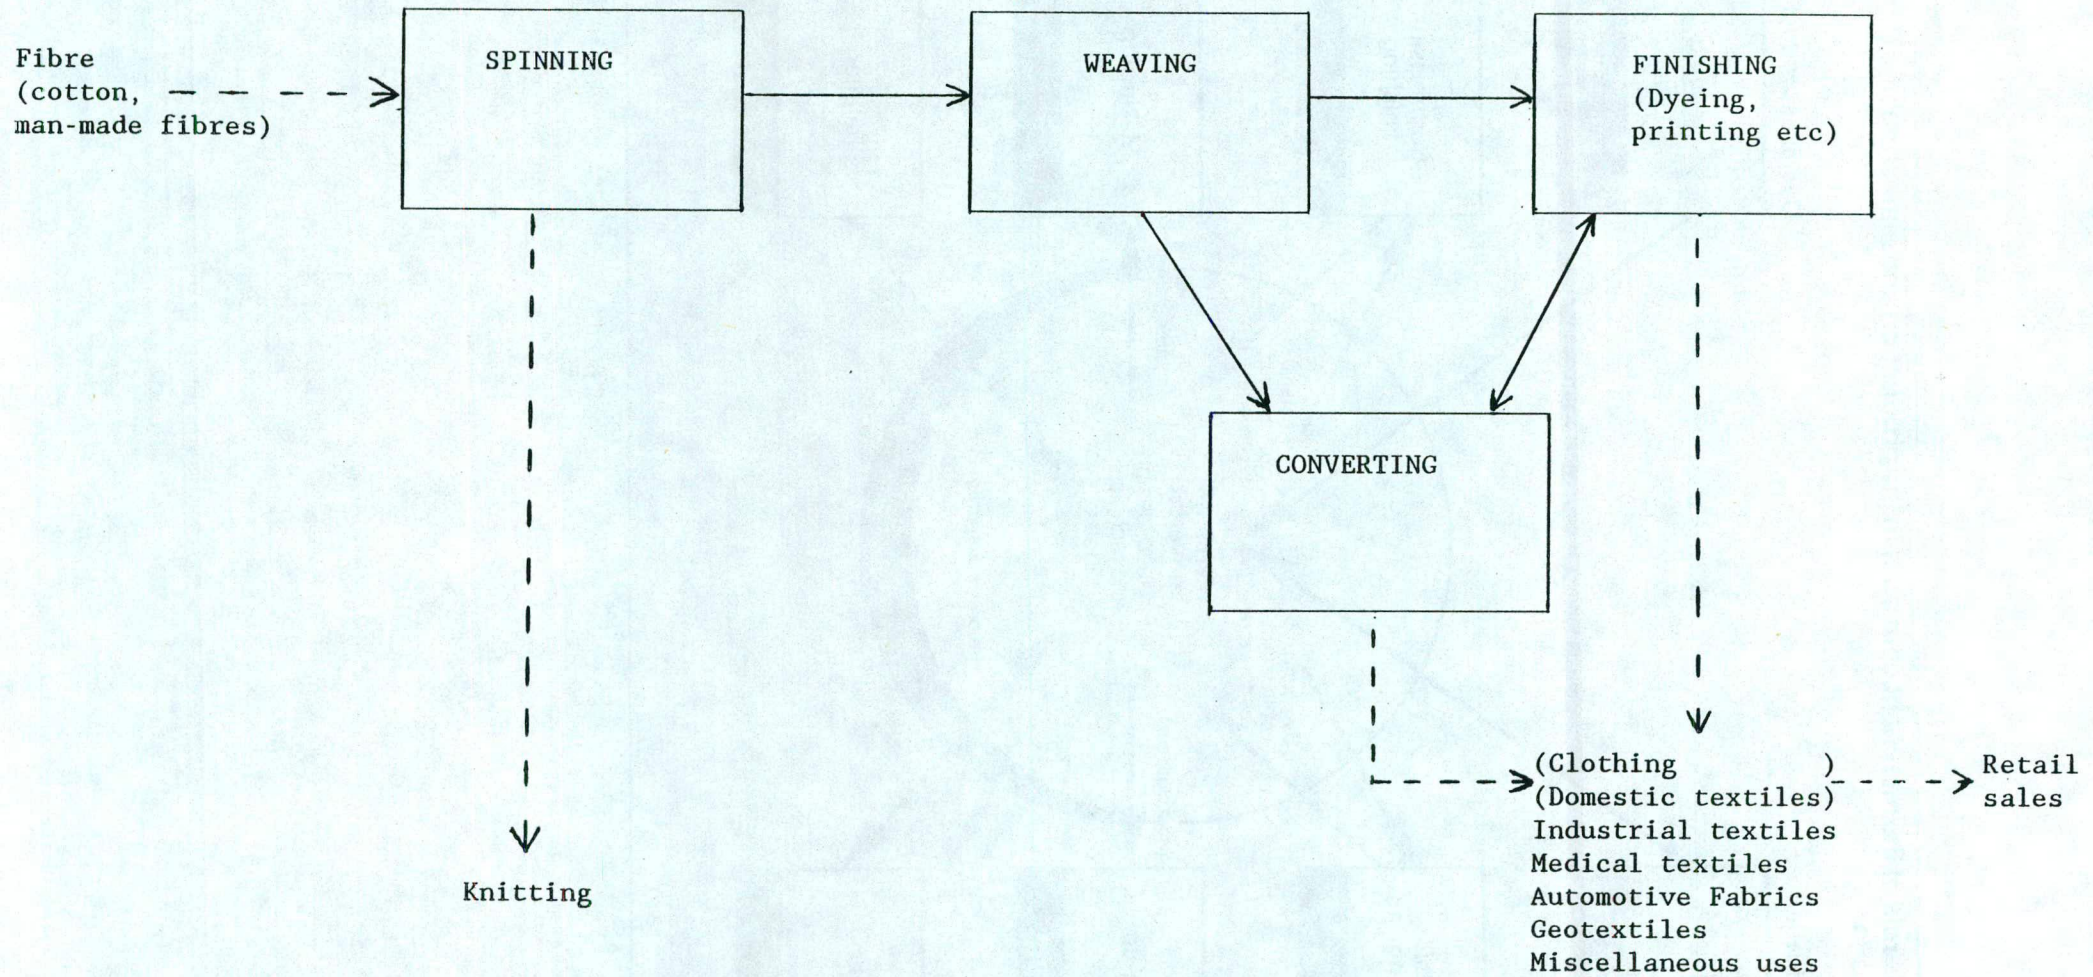 Fibre
(cotton,
man-made fibres)
SPINNING
WEAVING
FINISHING
(Dyeing,
printing etc)
CONVERTING
Knitting
(Clothing )
(Domestic textiles)
Industrial textiles
Medical textiles
Automotive Fabrics
Geotextiles
Miscellaneous uses
Retail
sales